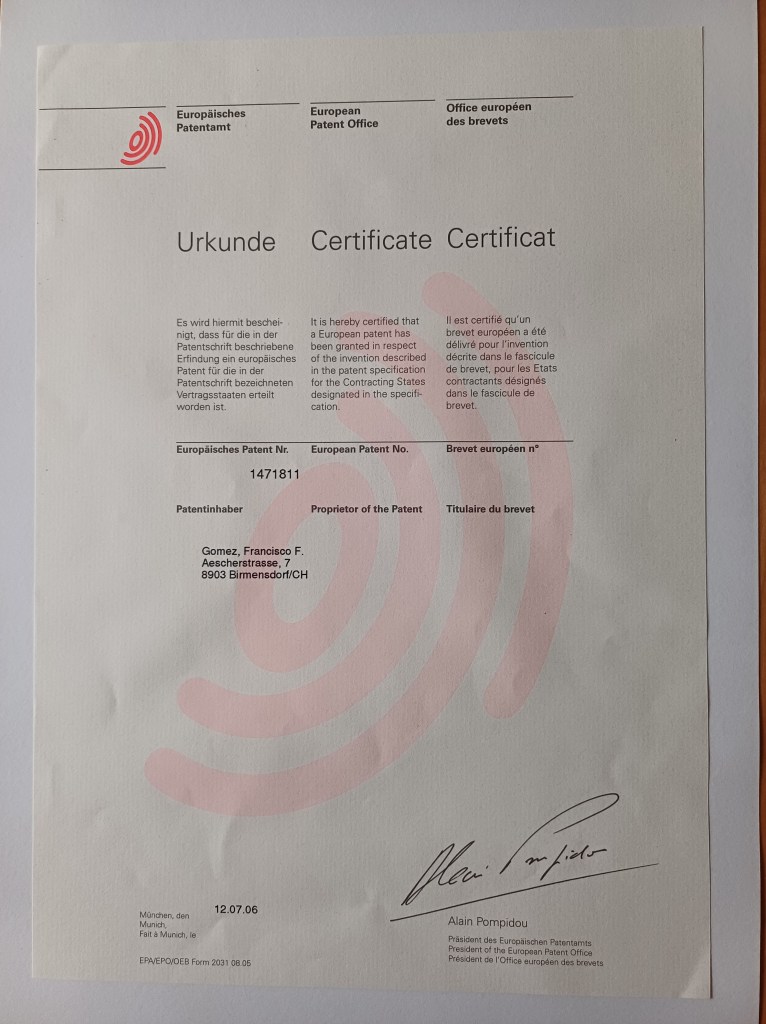 Europäisches
Patentamt
European
Patent Office
Office européen
des brevets
Urkunde
Certificate
Certificat
Es wird hiermit beschei-
nigt, dass für die in der
Patentschrift beschriebene
Erfindung ein europäisches
Patent für die in der
Patentschrift bezeichneten
Vertragsstaaten erteilt
worden ist.
It is hereby certified that
a European patent has
been granted in respect
of the invention described
in the patent specification
for the Contracting States
designated in the specifi-
cation.
Il est certifié qu'un
brevet européen a été
délivré pour l'invention
décrite dans le fascicule
de brevet, pour les Etats
contractants désignés
dans le fascicule de
brevet.
Europäisches Patent Nr.
European Patent No.
Brevet européen n°
1471811
Patentinhaber
Proprietor of the Patent
Titulaire du brevet
Gomez, Francisco F.
Aescherstrasse, 7
8903 Birmensdorf/CH
Alain Pompidou
München, den
Munich,
Fait à Munich, le
12.07.06
Alain Pompidou
Präsident des Europäischen Patentamts
President of the European Patent Office
Président de l'Office européen des brevets
EPA/EPO/OEB Form 2031 08.05